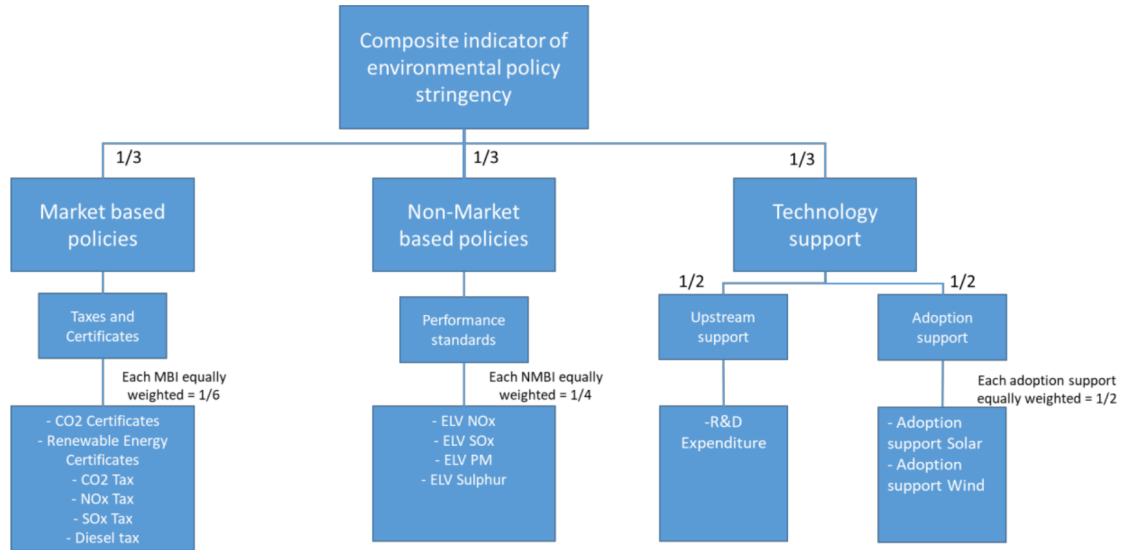 Composite indicator of
environmental policy
stringency
1/3
1/3
1/3
Market based
policies
Non-Market
based policies
Technology
support
1/2
1/2
Taxes and
Certificates
Performance
standards
Upstream
support
Adoption
support
Each MBI equally
weighted = 1/6
Each NMBI equally
weighted = 1/4
Each adoption support
equally weighted = 1/2
- CO2 Certificates
- Renewable Energy
Certificates
- CO2 Tax
- NOx Tax
- SOx Tax
- Diesel tax
- ELV NOx
- ELV SOx
- ELV PM
- ELV Sulphur
-R&D
Expenditure
- Adoption
support Solar
- Adoption
support Wind